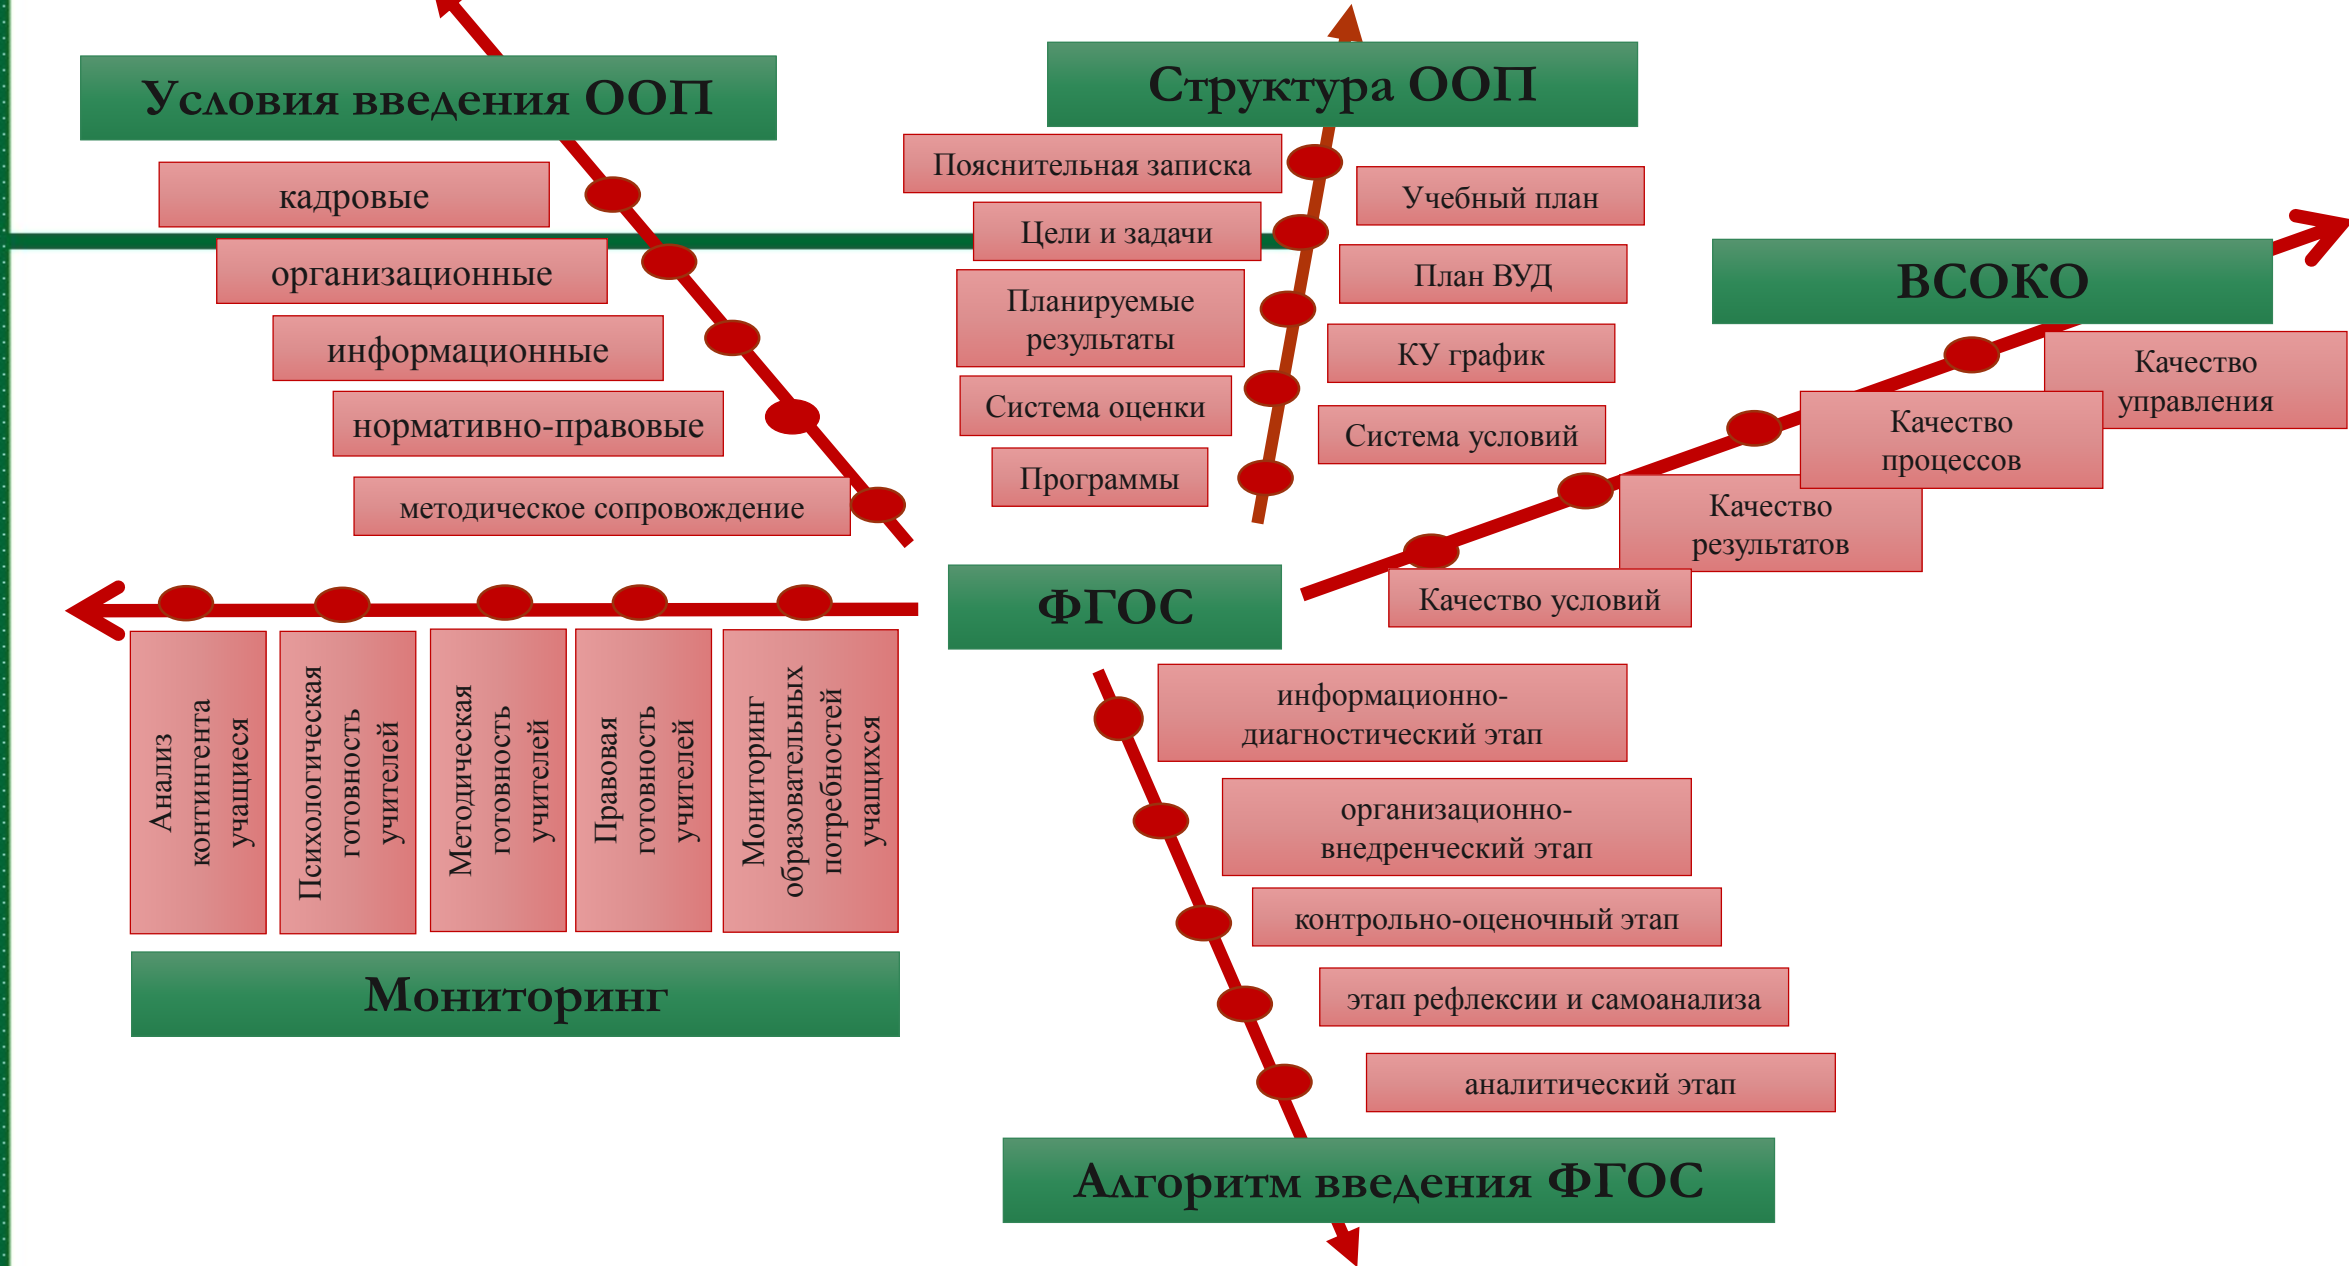 Условия введения ООП
кадровые
организационные
информационные
нормативно-правовые
методическое сопровождение
Структура ООП
Пояснительная записка
Цели и задачи
Планируемые
результаты
Система оценки
Программы
Учебный план
План ВУД
КУ график
Система условий
ВСОКО
Качество
управления
Качество
процессов
Качество
результатов
Качество условий
ФГОС
Анализ
контингента
учащиеся
Психологическая
готовность
учителей
Методическая
готовность
учителей
Правовая
готовность
учителей
Мониторинг
образовательных
потребностей
учащихся
Мониторинг
информационно-
диагностический этап
организационно-
внедренческий этап
контрольно-оценочный этап
этап рефлексии и самоанализа
аналитический этап
Алгоритм введения ФГОС